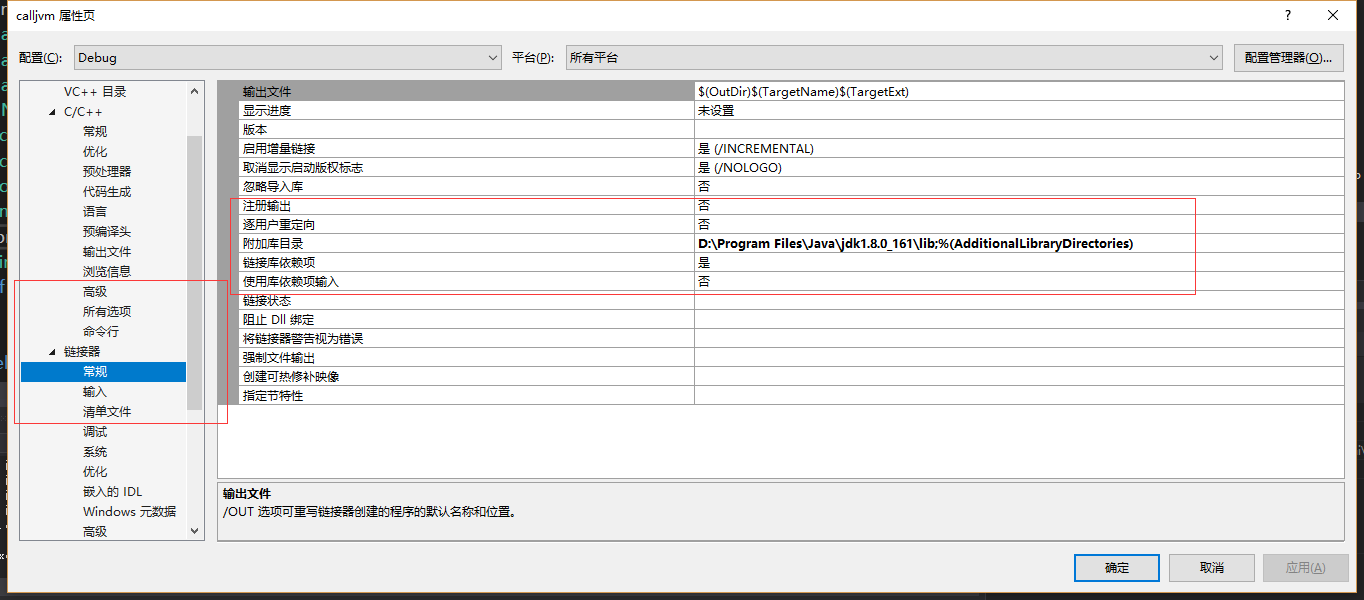 calljvm 属性页
?
配置(C):
Debug
平台(P):
所有平台
配置管理器(O)...
VC++ 目录
C/C++
常规
优化
预处理器
代码生成
语言
预编译头
输出文件
浏览信息
高级
所有选项
命令行
链接器
常规
输入
清单文件
调试
系统
优化
嵌入的 IDL
Windows 元数据
高级
输出文件 $(OutDir)$(TargetName)$(TargetExt)
显示进度 未设置
版本
启用增量链接 是 (/INCREMENTAL)
取消显示启动版权标志 是 (/NOLOGO)
忽略导入库 否
注册输出 否
逐用户重定向 否
附加库目录 D:\Program Files\Java\jdk1.8.0_161\lib;%(AdditionalLibraryDirectories)
链接库依赖项 是
使用库依赖项输入 否
链接状态
阻止 Dll 绑定
将链接器警告视为错误
强制文件输出
创建可热修补映像
指定节特性
输出文件
/OUT 选项可重写链接器创建的程序的默认名称和位置。
确定
取消
应用(A)